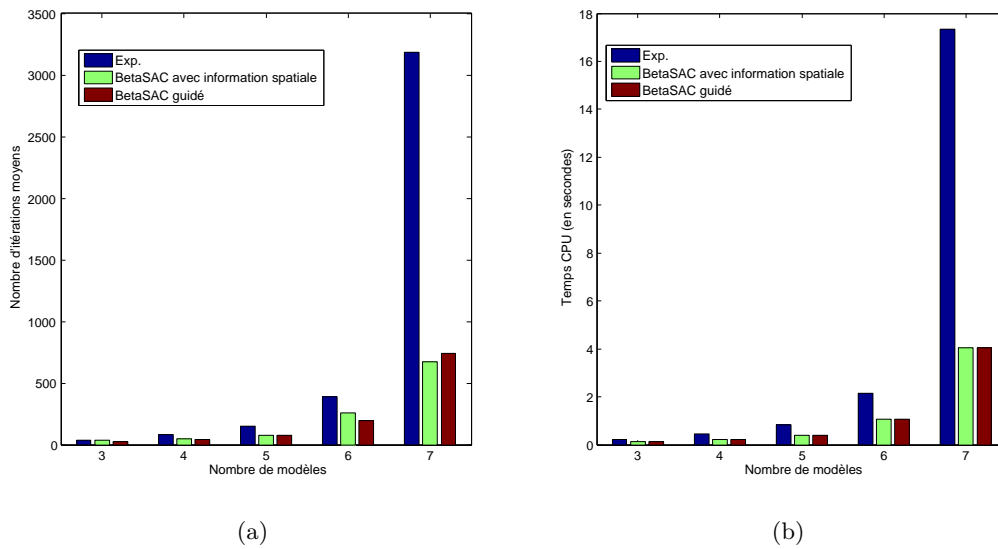 3500
3000
2500
2000
1500
1000
500
0
Nombre d'itérations moyens
Exp.
BetaSAC avec information spatiale
BetaSAC guidé
3 4 5 6 7
Nombre de modèles
(a)
18
16
14
12
10
8
6
4
2
0
Temps CPU (en secondes)
Exp.
BetaSAC avec information spatiale
BetaSAC guidé
3 4 5 6 7
Nombre de modèles
(b)